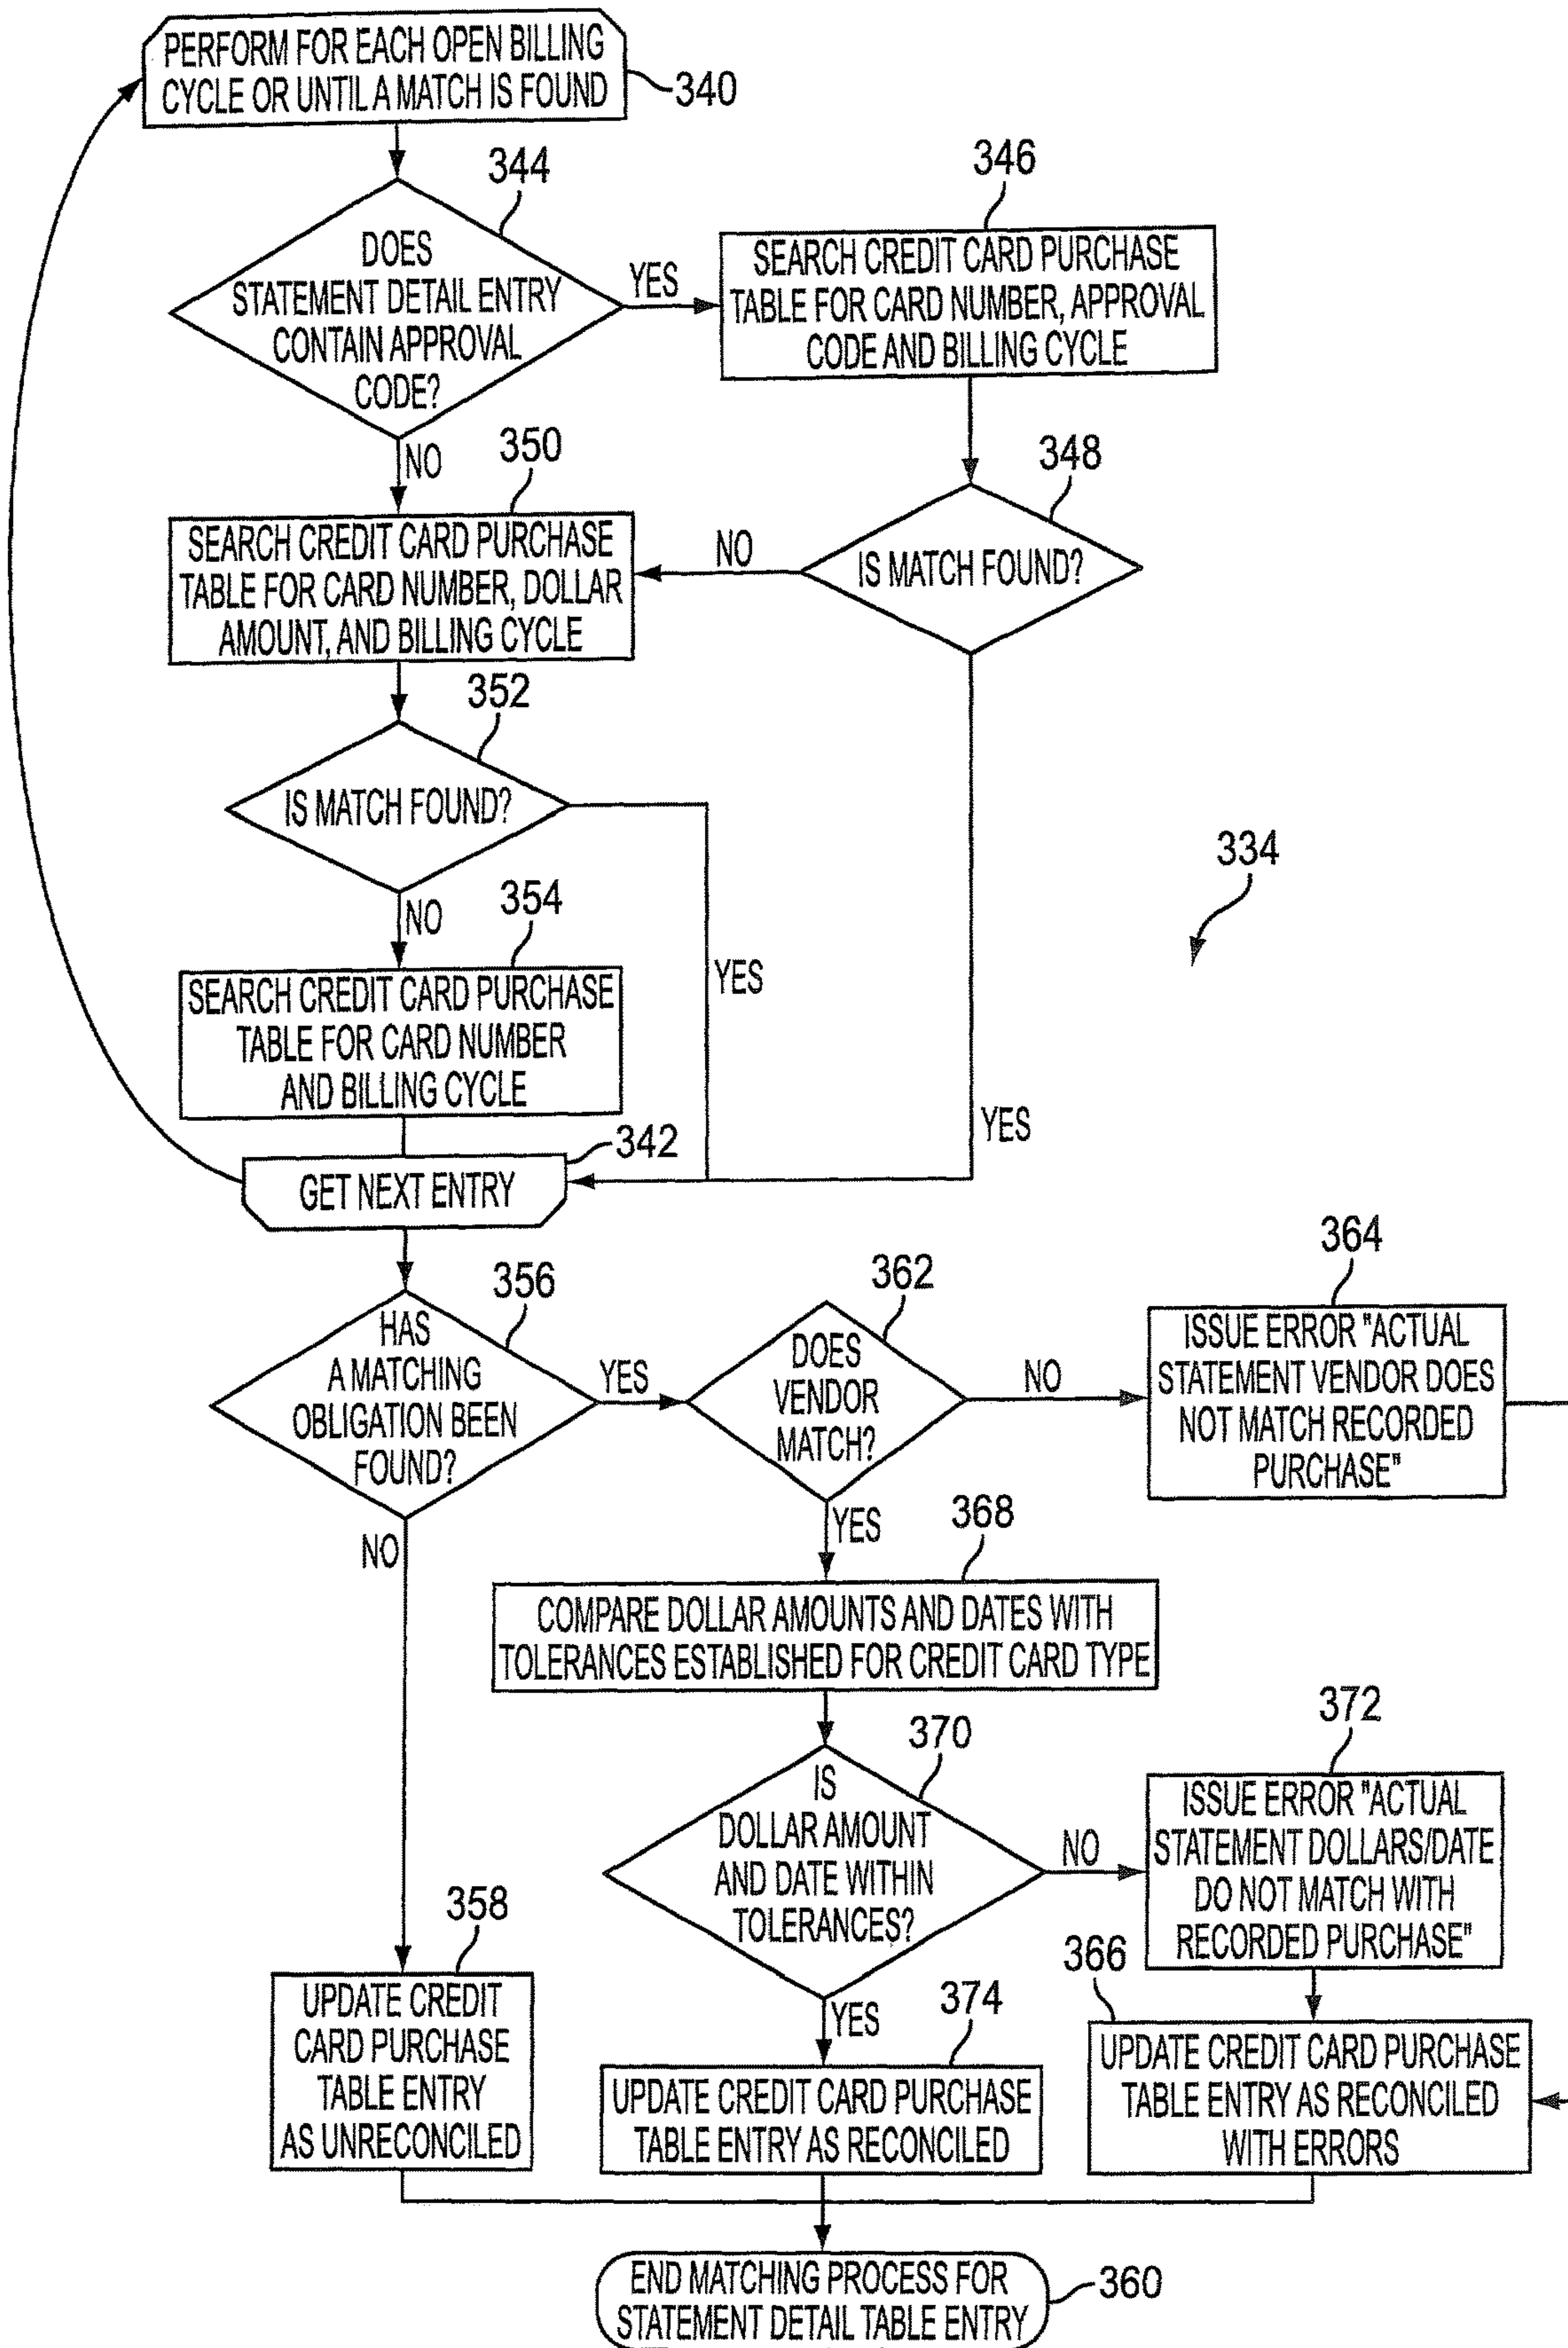 PERFORM FOR EACH OPEN BILLING
CYCLE OR UNTIL A MATCH IS FOUND
340
344
DOES
STATEMENT DETAIL ENTRY
CONTAIN APPROVAL
CODE?
YES
346
SEARCH CREDIT CARD PURCHASE
TABLE FOR CARD NUMBER, APPROVAL
CODE AND BILLING CYCLE
NO
348
IS MATCH FOUND?
NO
350
SEARCH CREDIT CARD PURCHASE
TABLE FOR CARD NUMBER, DOLLAR
AMOUNT, AND BILLING CYCLE
352
IS MATCH FOUND?
334
NO
354
YES
SEARCH CREDIT CARD PURCHASE
TABLE FOR CARD NUMBER
AND BILLING CYCLE
YES
342
GET NEXT ENTRY
356
HAS
A MATCHING
OBLIGATION BEEN
FOUND?
YES
362
DOES
VENDOR
MATCH?
NO
364
ISSUE ERROR "ACTUAL
STATEMENT VENDOR DOES
NOT MATCH RECORDED
PURCHASE"
NO
YES
368
COMPARE DOLLAR AMOUNTS AND DATES WITH
TOLERANCES ESTABLISHED FOR CREDIT CARD TYPE
370
IS
DOLLAR AMOUNT
AND DATE WITHIN
TOLERANCES?
NO
372
ISSUE ERROR "ACTUAL
STATEMENT DOLLARS/DATE
DO NOT MATCH WITH
RECORDED PURCHASE"
358
UPDATE CREDIT
CARD PURCHASE
TABLE ENTRY
AS UNRECONCILED
YES
374
UPDATE CREDIT CARD PURCHASE
TABLE ENTRY AS RECONCILED
366
UPDATE CREDIT CARD PURCHASE
TABLE ENTRY AS RECONCILED
WITH ERRORS
END MATCHING PROCESS FOR
STATEMENT DETAIL TABLE ENTRY
360